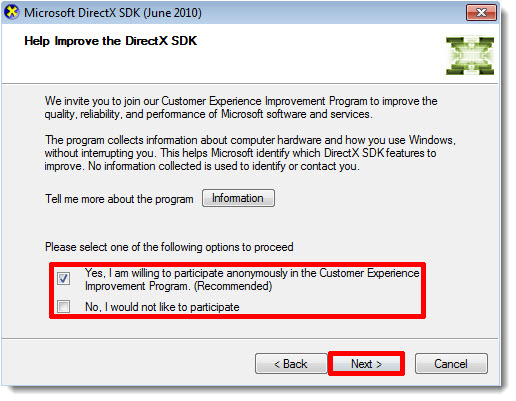 Microsoft DirectX SDK (June 2010)
Help Improve the DirectX SDK
We invite you to join our Customer Experience Improvement Program to improve the
quality, reliability, and performance of Microsoft software and services.
The program collects information about computer hardware and how you use Windows,
without interrupting you. This helps Microsoft identify which DirectX SDK features to
improve. No information collected is used to identify or contact you.
Tell me more about the program Information
Please select one of the following options to proceed
Yes, I am willing to participate anonymously in the Customer Experience
Improvement Program. (Recommended)
No, I would not like to participate
< Back Next > Cancel